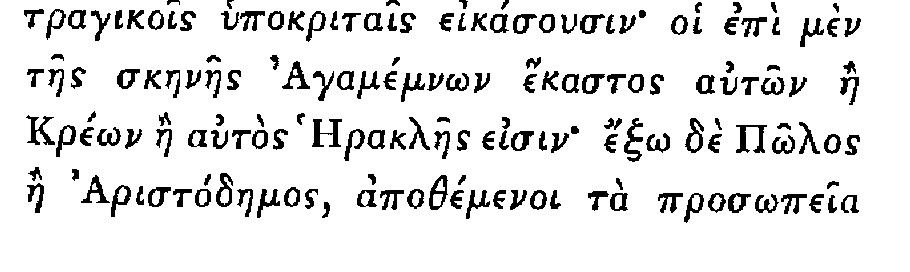 τραγικοῖς ὑποκριταῖς εἰκάσουσιν· οἳ ἐπὶ μὲν
τῆς σκηνῆς Ἀγαμέμνων ἕκαστος αὐτῶν ἢ
Κρέων ἢ αὐτὸς Ἡρακλῆς εἰσιν· ἔξω δὲ Πῶλος
ἢ Ἀριστόδημος, ἀποθέμενοι τὰ προσωπεῖα